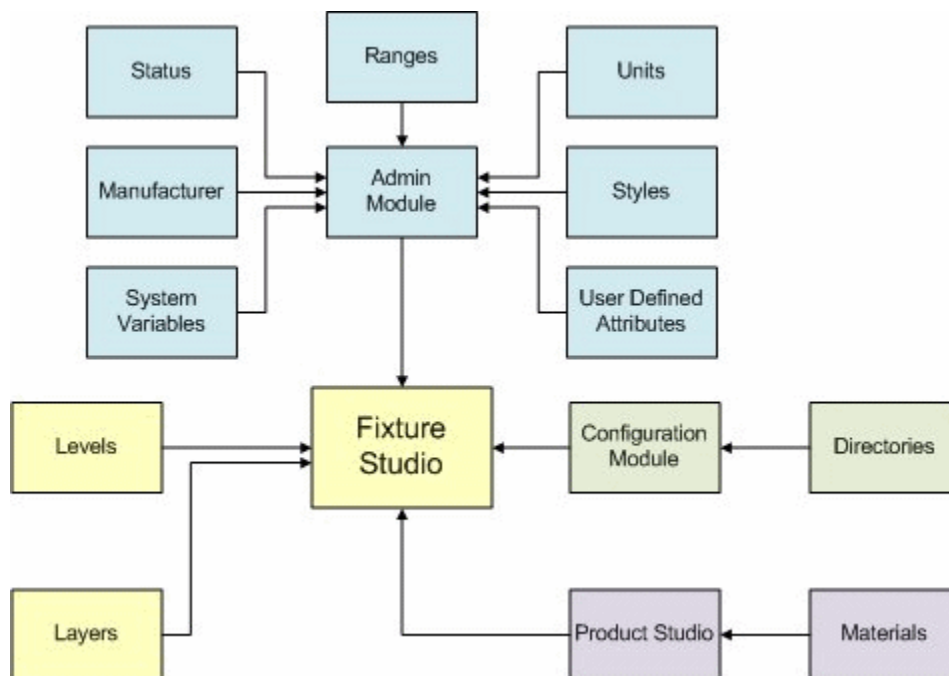 Ranges
Status
Units
Admin
Module
Manufacturer
Styles
System
Variables
User Defined
Attributes
Fixture
Studio
Levels
Configuration
Module
Directories
Layers
Product Studio
Materials